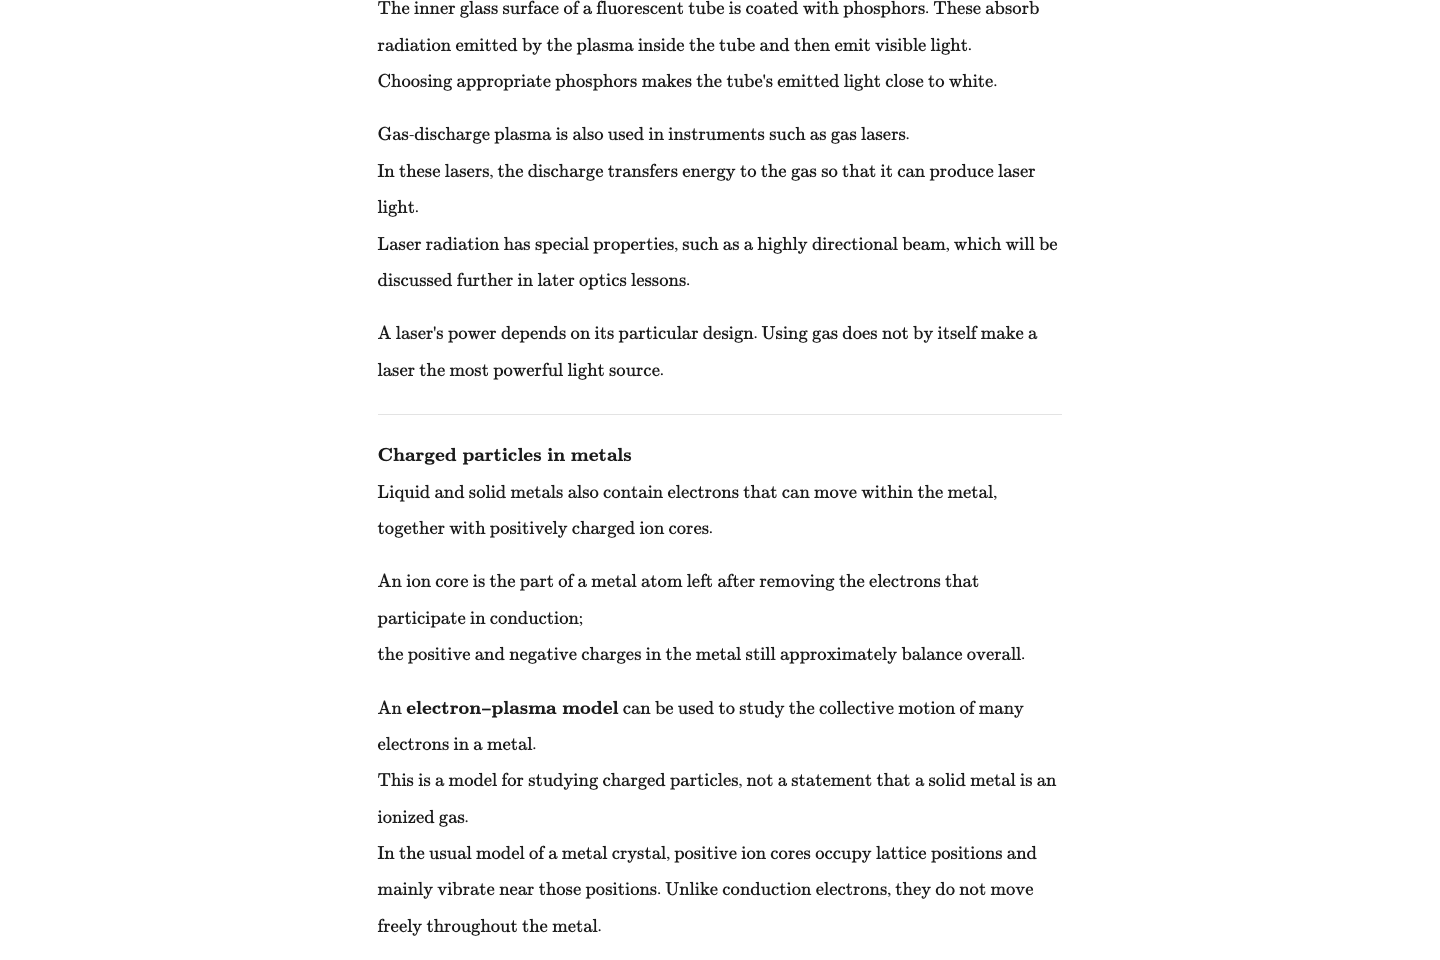 The inner glass surface of a fluorescent tube is coated with phosphors. These absorb
radiation emitted by the plasma inside the tube and then emit visible light.
Choosing appropriate phosphors makes the tube's emitted light close to white.
Gas-discharge plasma is also used in instruments such as gas lasers.
In these lasers, the discharge transfers energy to the gas so that it can produce laser
light.
Laser radiation has special properties, such as a highly directional beam, which will be
discussed further in later optics lessons.
A laser's power depends on its particular design. Using gas does not by itself make a
laser the most powerful light source.
Charged particles in metals
Liquid and solid metals also contain electrons that can move within the metal,
together with positively charged ion cores.
An ion core is the part of a metal atom left after removing the electrons that
participate in conduction;
the positive and negative charges in the metal still approximately balance overall.
An electron–plasma model can be used to study the collective motion of many
electrons in a metal.
This is a model for studying charged particles, not a statement that a solid metal is an
ionized gas.
In the usual model of a metal crystal, positive ion cores occupy lattice positions and
mainly vibrate near those positions. Unlike conduction electrons, they do not move
freely throughout the metal.